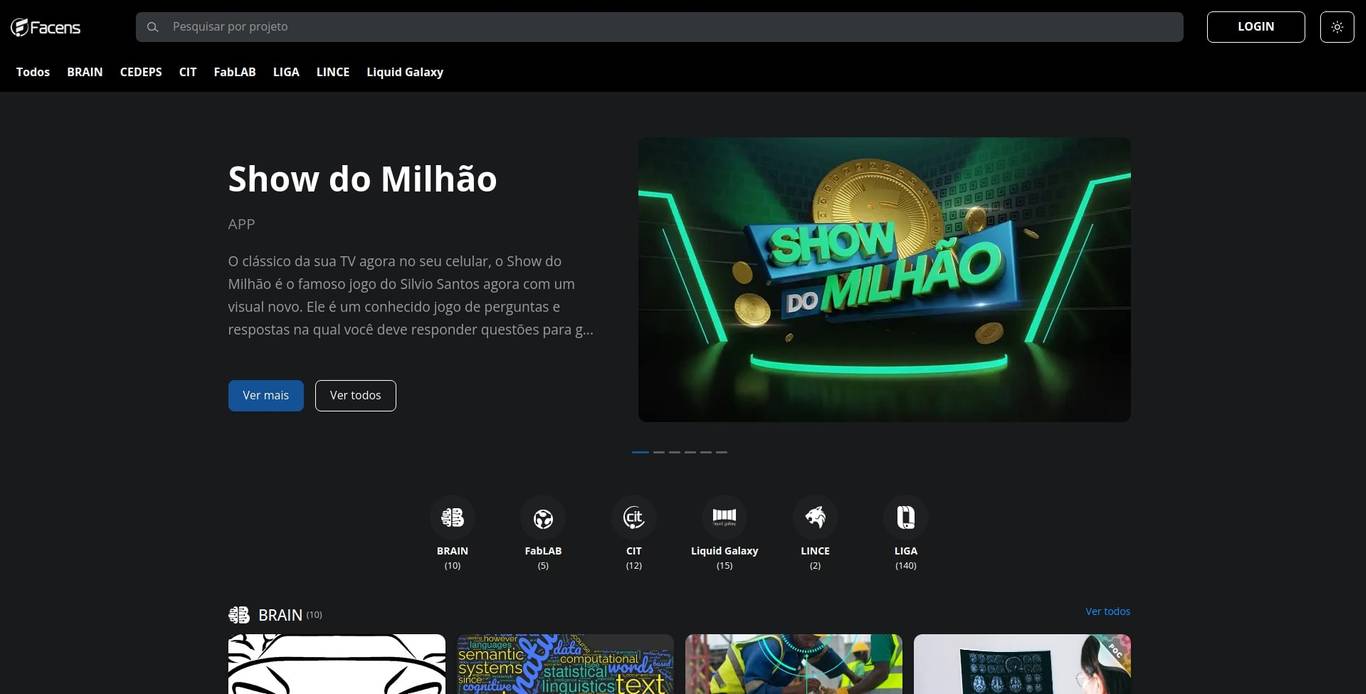 Facens
Pesquisar por projeto
LOGIN
Todos BRAIN CEDEPS CIT FabLAB LIGA LINCE Liquid Galaxy
Show do Milhão
APP
O clássico da sua TV agora no seu celular, o Show do
Milhão é o famoso jogo do Silvio Santos agora com um
visual novo. Ele é um conhecido jogo de perguntas e
respostas na qual você deve responder questões para g...
Ver mais Ver todos
SHOW
DO MILHÃO
cit
BRAIN FabLAB CIT Liquid Galaxy LINCE LIGA
(10) (5) (12) (15) (2) (140)
BRAIN (10)
Ver todos
however
languages
semantic
systems
since
cognitive
data
computational
words
based
statistical
linguistics
text
POC